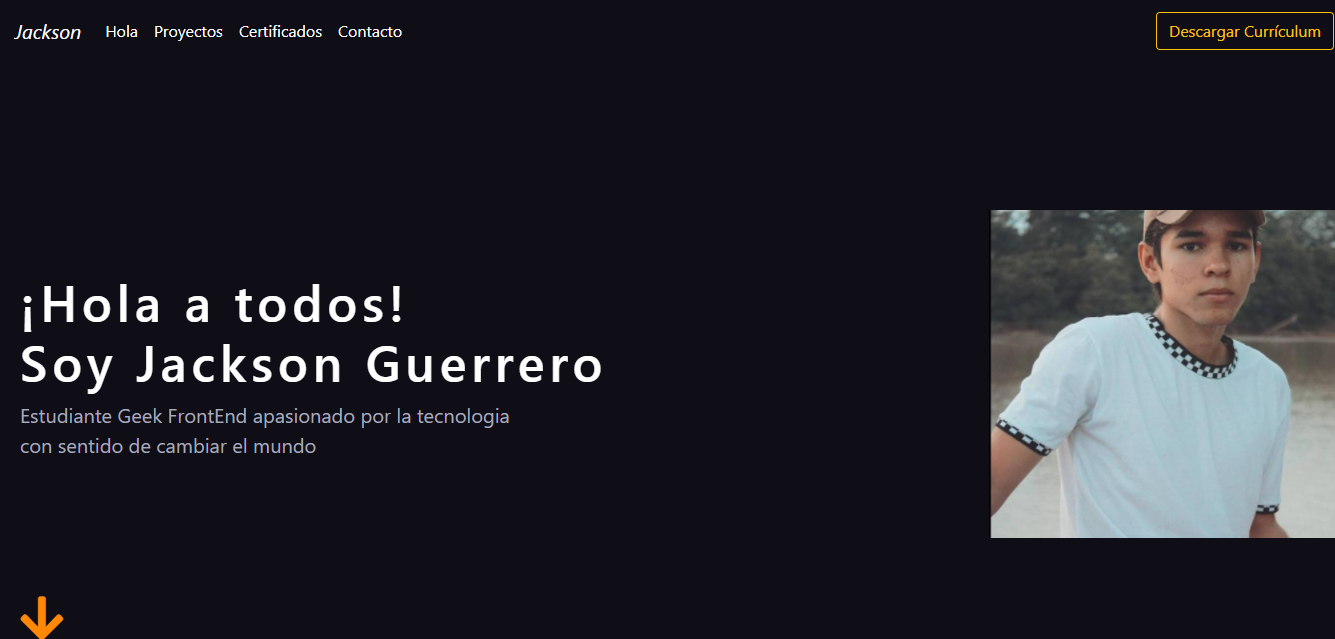 Jackson
Hola
Proyectos
Certificados
Contacto
Descargar Currículum
¡Hola a todos!
Soy Jackson Guerrero
Estudiante Geek FrontEnd apasionado por la tecnologia
con sentido de cambiar el mundo